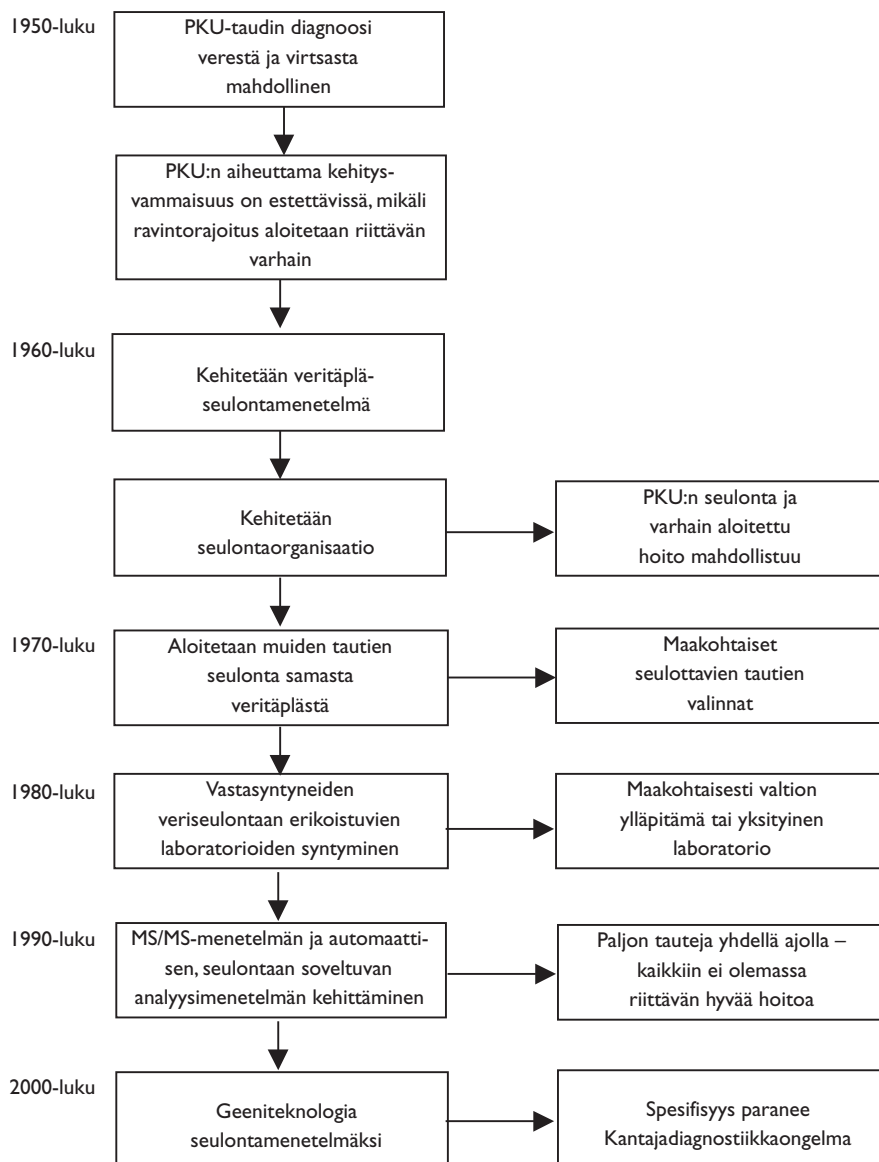 1950-luku
PKU-taudin diagnoosi
verestä ja virtsasta
mahdollinen
PKU:n aiheuttama kehitys-
vammaisuus on estettävissä, mikäli
ravintorajoitus aloitetaan riittävän
varhain
1960-luku
Kehitetään veritäplä-
seulontamenetelmä
Kehitetään
seulontaorganisaatio
PKU:n seulonta ja
varhain aloitettu
hoito mahdollistuu
1970-luku
Aloitetaan muiden tautien
seulonta samasta
veritäplästä
Maakohtaiset
seulottavien tautien
valinnat
1980-luku
Vastasyntyneiden
veriseulontaan erikoistuvien
laboratorioiden syntyminen
Maakohtaisesti valtion
ylläpitämä tai yksityinen
laboratorio
1990-luku
MS/MS-menetelmän ja automaatti-
sen, seulontaan soveltuvan
analyysimenetelmän kehittäminen
Paljon tauteja yhdellä ajolla –
kaikkiin ei olemassa
riittävän hyvää hoitoa
2000-luku
Geeniteknologia
seulontamenetelmäksi
Spesifisyys paranee
Kantajadiagnostiikkaongelma